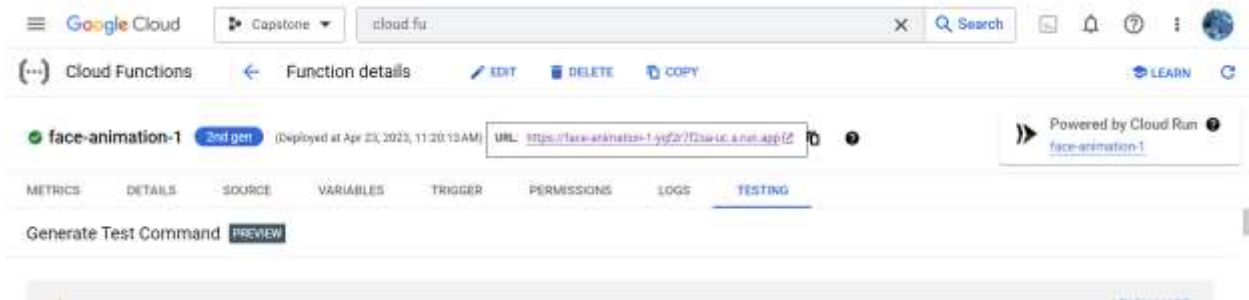 Google Cloud Capstone cloud fu Search
Cloud Functions Function details EDIT DELETE COPY LEARN
face-animation-1 2nd gen (Deployed at Apr 23, 2023, 11:20:13 AM) URL: Powered by Cloud Run
face-animation-1
METRICS DETAILS SOURCE VARIABLES TRIGGER PERMISSIONS LOGS TESTING
Generate Test Command PREVIEW